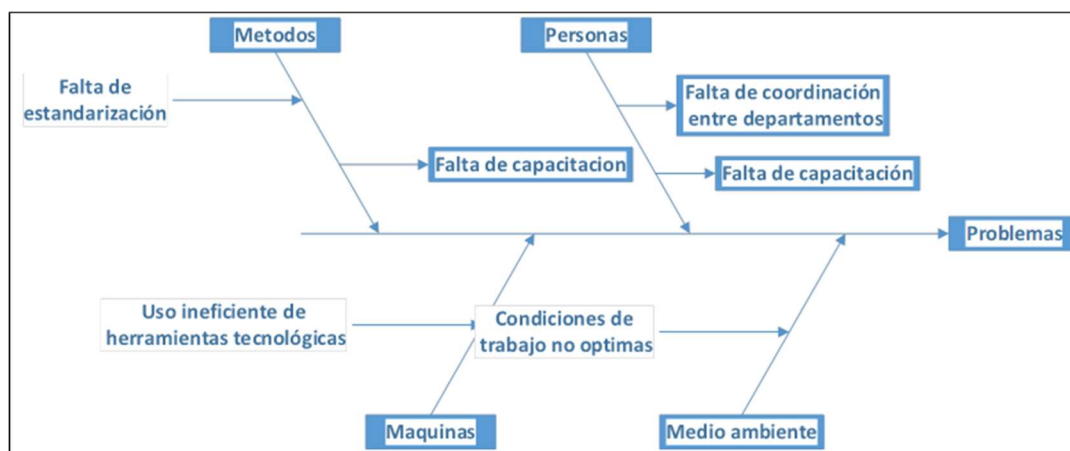 Metodos
Personas
Falta de
estandarización
Falta de coordinación
entre departamentos
Falta de capacitacion
Falta de capacitación
Problemas
Uso ineficiente de
herramientas tecnológicas
Condiciones de
trabajo no optimas
Maquinas
Medio ambiente